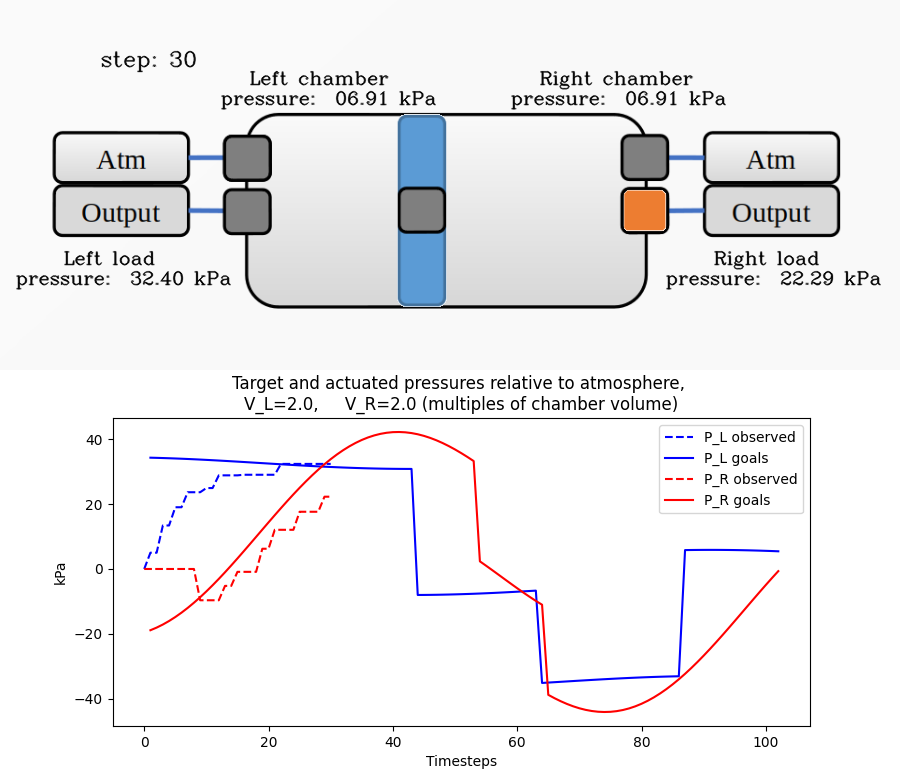 step: 30
Left chamber
pressure: 06.91 kPa
Right chamber
pressure: 06.91 kPa
Atm
Output
Atm
Output
Left load
pressure: 32.40 kPa
Right load
pressure: 22.29 kPa
Target and actuated pressures relative to atmosphere,
V_L=2.0, V_R=2.0 (multiples of chamber volume)
40
20
0
−20
−40
kPa
P_L observed
P_L goals
P_R observed
P_R goals
0 20 40 60 80 100
Timesteps